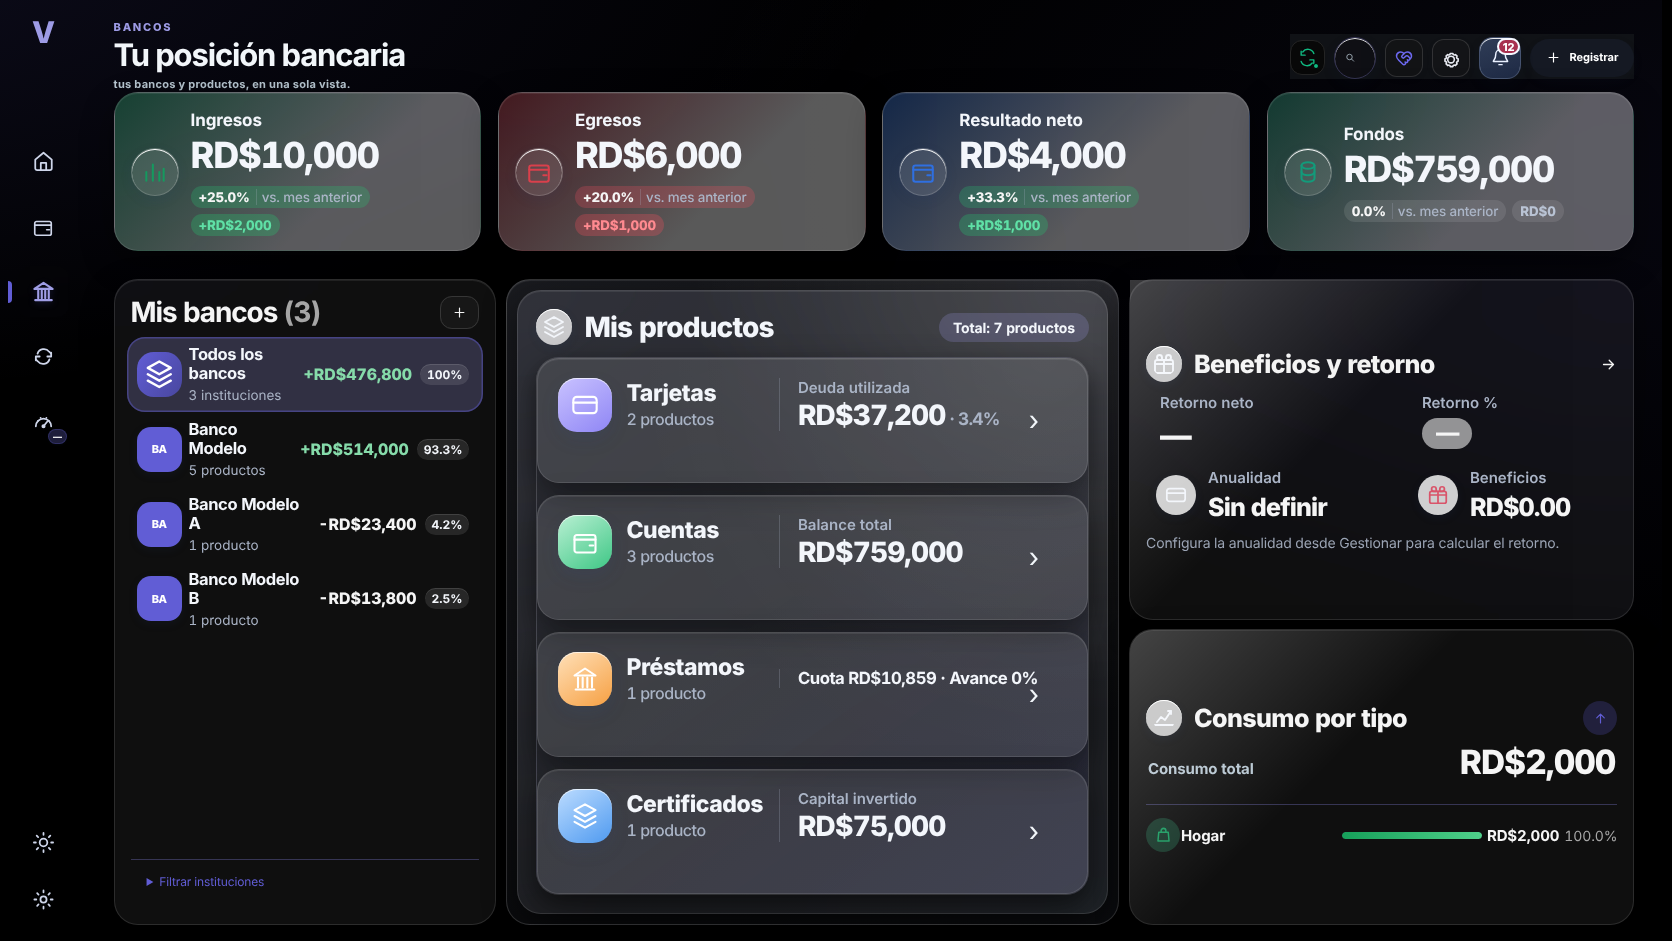 V
BANCOS
Tu posición bancaria
tus bancos y productos, en una sola vista.
12
Registrar
Ingresos
RD$10,000
+25.0% vs. mes anterior
+RD$2,000
Egresos
RD$6,000
+20.0% vs. mes anterior
+RD$1,000
Resultado neto
RD$4,000
+33.3% vs. mes anterior
+RD$1,000
Fondos
RD$759,000
0.0% vs. mes anterior RD$0
Mis bancos (3)
+
Todos los
bancos
3 instituciones
+RD$476,800 100%
BA
Banco
Modelo
5 productos
+RD$514,000 93.3%
BA
Banco Modelo
A
1 producto
-RD$23,400 4.2%
BA
Banco Modelo
B
1 producto
-RD$13,800 2.5%
Filtrar instituciones
Mis productos
Total: 7 productos
Tarjetas
2 productos
Deuda utilizada
RD$37,200 · 3.4%
Cuentas
3 productos
Balance total
RD$759,000
Préstamos
1 producto
Cuota RD$10,859 · Avance 0%
Certificados
1 producto
Capital invertido
RD$75,000
Beneficios y retorno
Retorno neto
—
Retorno %
—
Anualidad
Sin definir
Beneficios
RD$0.00
Configura la anualidad desde Gestionar para calcular el retorno.
Consumo por tipo
Consumo total
RD$2,000
Hogar
RD$2,000 100.0%